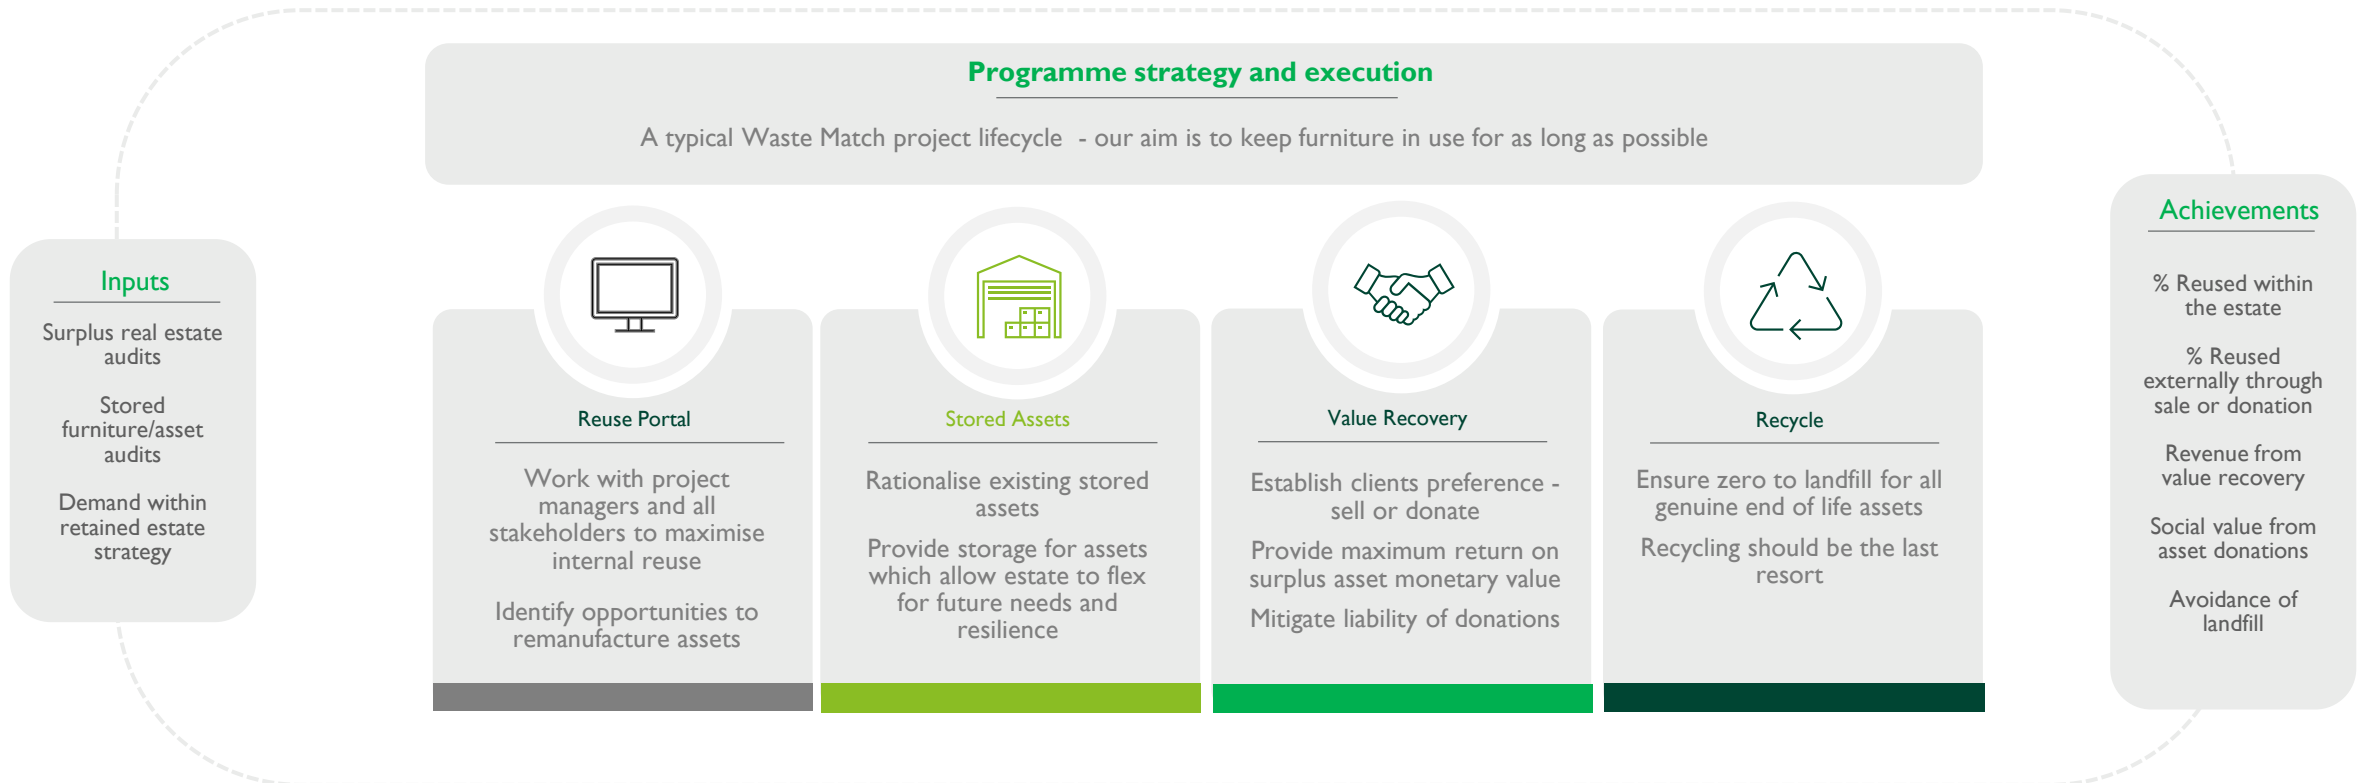 Programme strategy and execution
A typical Waste Match project lifecycle - our aim is to keep furniture in use for as long as possible
Inputs
Surplus real estate
audits
Stored
furniture/asset
audits
Demand within
retained estate
strategy
Reuse Portal
Work with project
managers and all
stakeholders to maximise
internal reuse
Identify opportunities to
remanufacture assets
Stored Assets
Rationalise existing stored
assets
Provide storage for assets
which allow estate to flex
for future needs and
resilience
Value Recovery
Establish clients preference -
sell or donate
Provide maximum return on
surplus asset monetary value
Mitigate liability of donations
Recycle
Ensure zero to landfill for all
genuine end of life assets
Recycling should be the last
resort
Achievements
% Reused within
the estate
% Reused
externally through
sale or donation
Revenue from
value recovery
Social value from
asset donations
Avoidance of
landfill